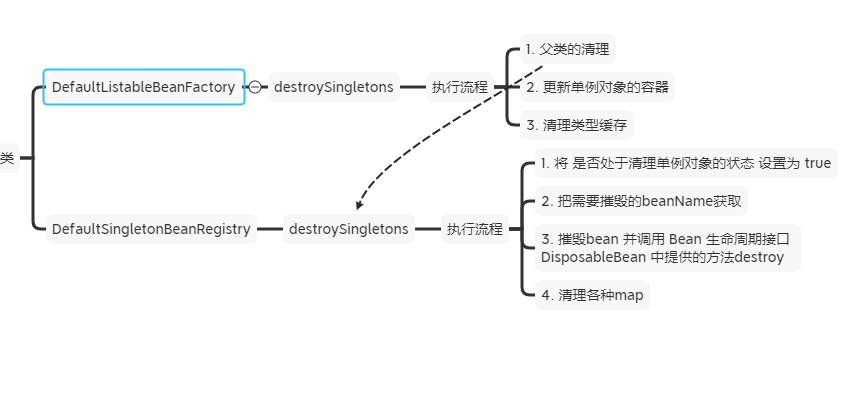 类
DefaultListableBeanFactory
destroySingletons
执行流程
1. 父类的清理
2. 更新单例对象的容器
3. 清理类型缓存
DefaultSingletonBeanRegistry
destroySingletons
执行流程
1. 将 是否处于清理单例对象的状态 设置为 true
2. 把需要摧毁的beanName获取
3. 摧毁bean 并调用 Bean 生命周期接口
DisposableBean 中提供的方法destroy
4. 清理各种map